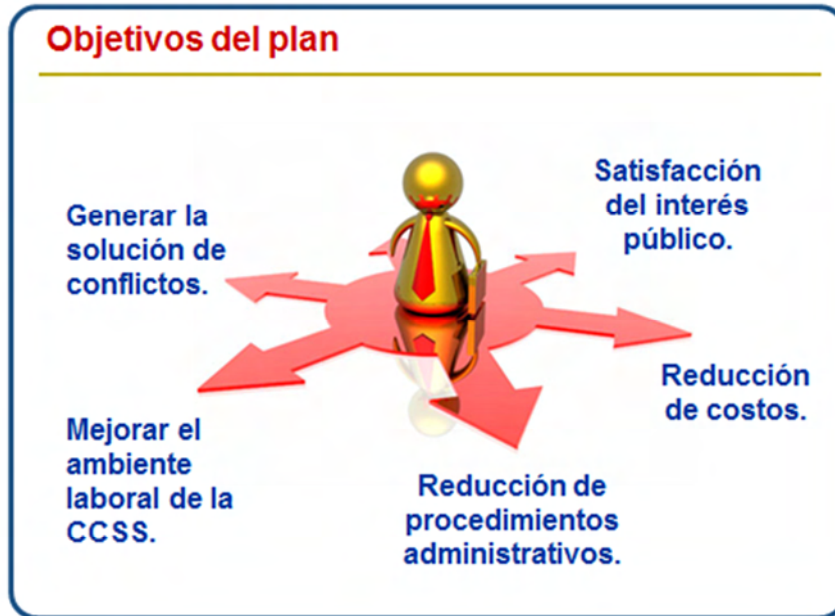 Objetivos del plan
Generar la
solución de
conflictos.
Satisfacción
del interés
público.
Mejorar el
ambiente
laboral de la
CCSS.
Reducción de
procedimientos
administrativos.
Reducción
de costos.